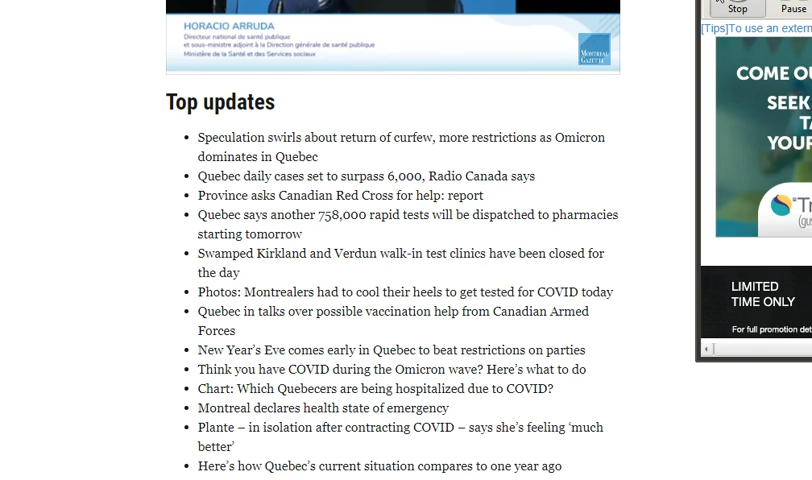 HORACIO ARRUDA
Directeur national de santé publique
et sous-ministre adjoint à la Direction générale de santé publique
Ministère de la Santé et des Services sociaux
MONTREAL
GAZETTE
Top updates
• Speculation swirls about return of curfew, more restrictions as Omicron
dominates in Quebec
• Quebec daily cases set to surpass 6,000, Radio Canada says
• Province asks Canadian Red Cross for help: report
• Quebec says another 758,000 rapid tests will be dispatched to pharmacies
starting tomorrow
• Swamped Kirkland and Verdun walk-in test clinics have been closed for
the day
• Photos: Montrealers had to cool their heels to get tested for COVID today
• Quebec in talks over possible vaccination help from Canadian Armed
Forces
• New Year’s Eve comes early in Quebec to beat restrictions on parties
• Think you have COVID during the Omicron wave? Here’s what to do
• Chart: Which Quebecers are being hospitalized due to COVID?
• Montreal declares health state of emergency
• Plante – in isolation after contracting COVID – says she’s feeling ‘much
better’
• Here’s how Quebec’s current situation compares to one year ago
Stop Pause
[Tips]To use an extern
COME OU
SEEK
TA
YOUR
Tr
(gus
LIMITED
TIME ONLY
For full promotion det